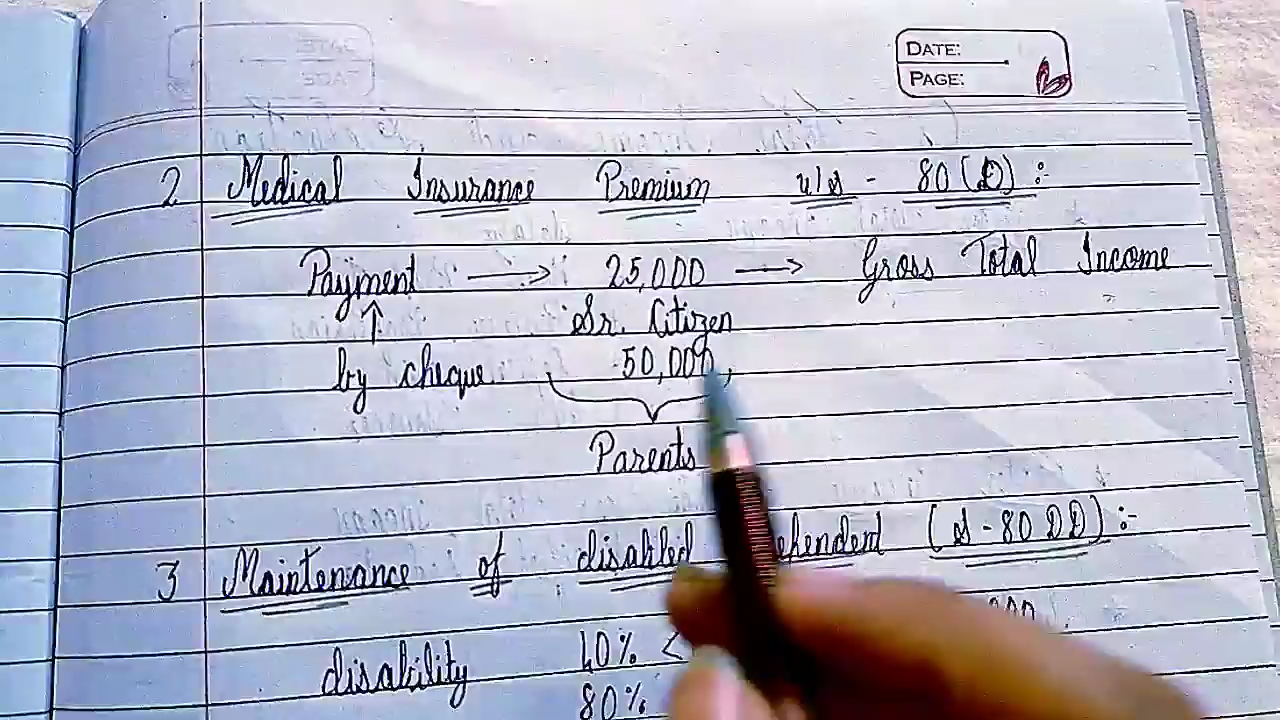 DATE:
PAGE:
2 Medical Insurance Premium u/s - 80 (D) :-
Payment → 25,000 → Gross Total Income
↑ Sr. Citizen
by cheque 50,000,
Parents
3 Maintenance of disabled (S - 80 DD) :-
disability 40% <
80%